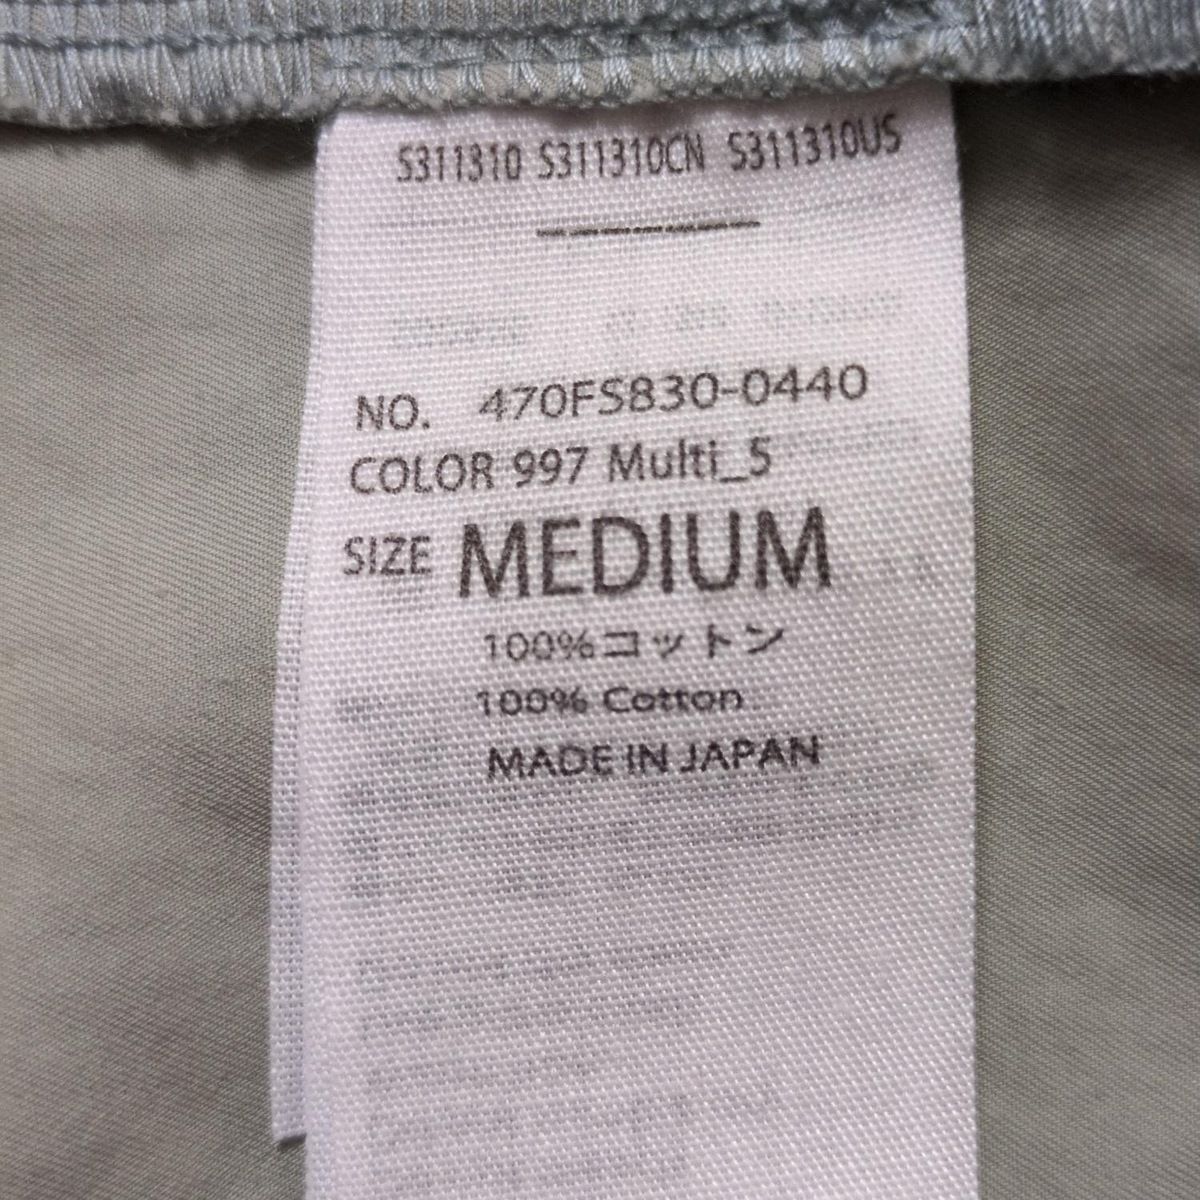 S311310 S311310CN S311310US
NO. 470FS830-0440
COLOR 997 Multi_5
SIZE MEDIUM
100%コットン
100% Cotton
MADE IN JAPAN